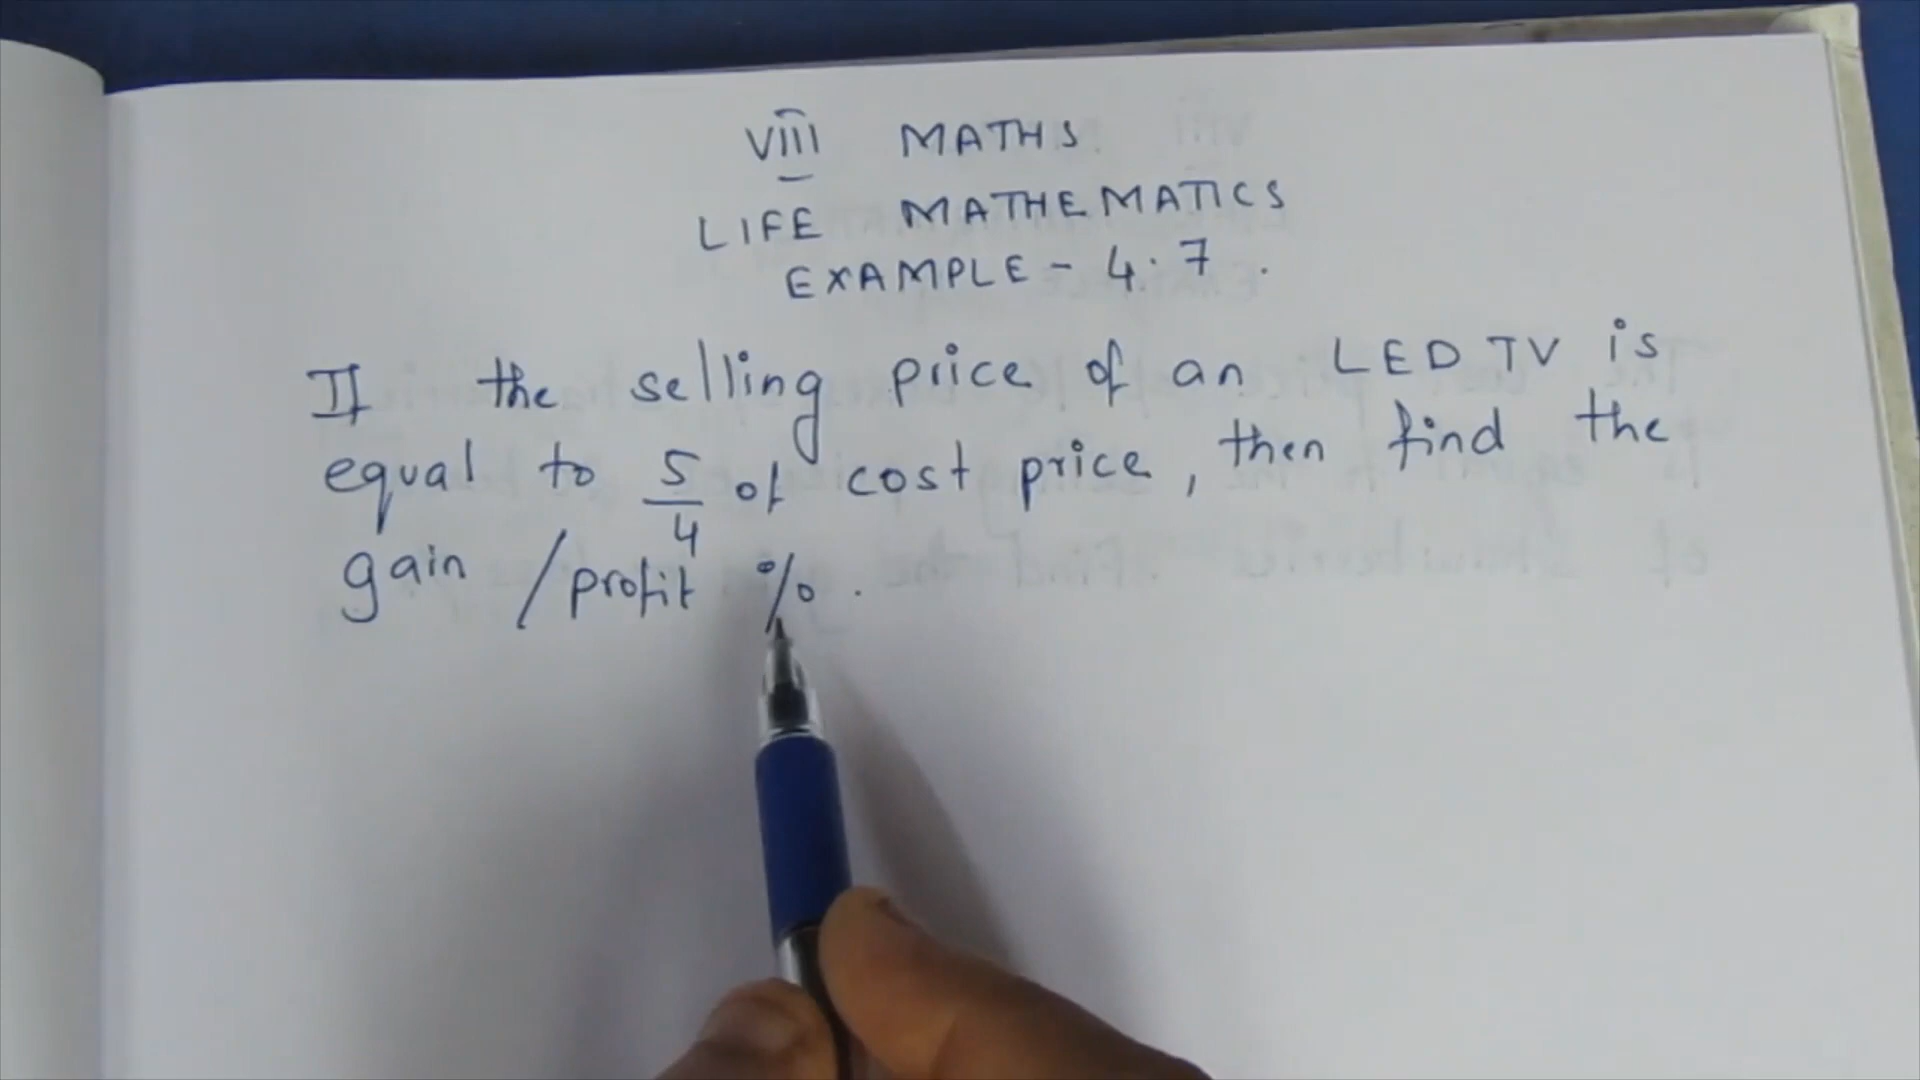 VIII MATHS
LIFE MATHEMATICS
EXAMPLE - 4.7.
If the selling price of an LED TV is
equal to 5/4 of cost price, then find the
gain / profit %.